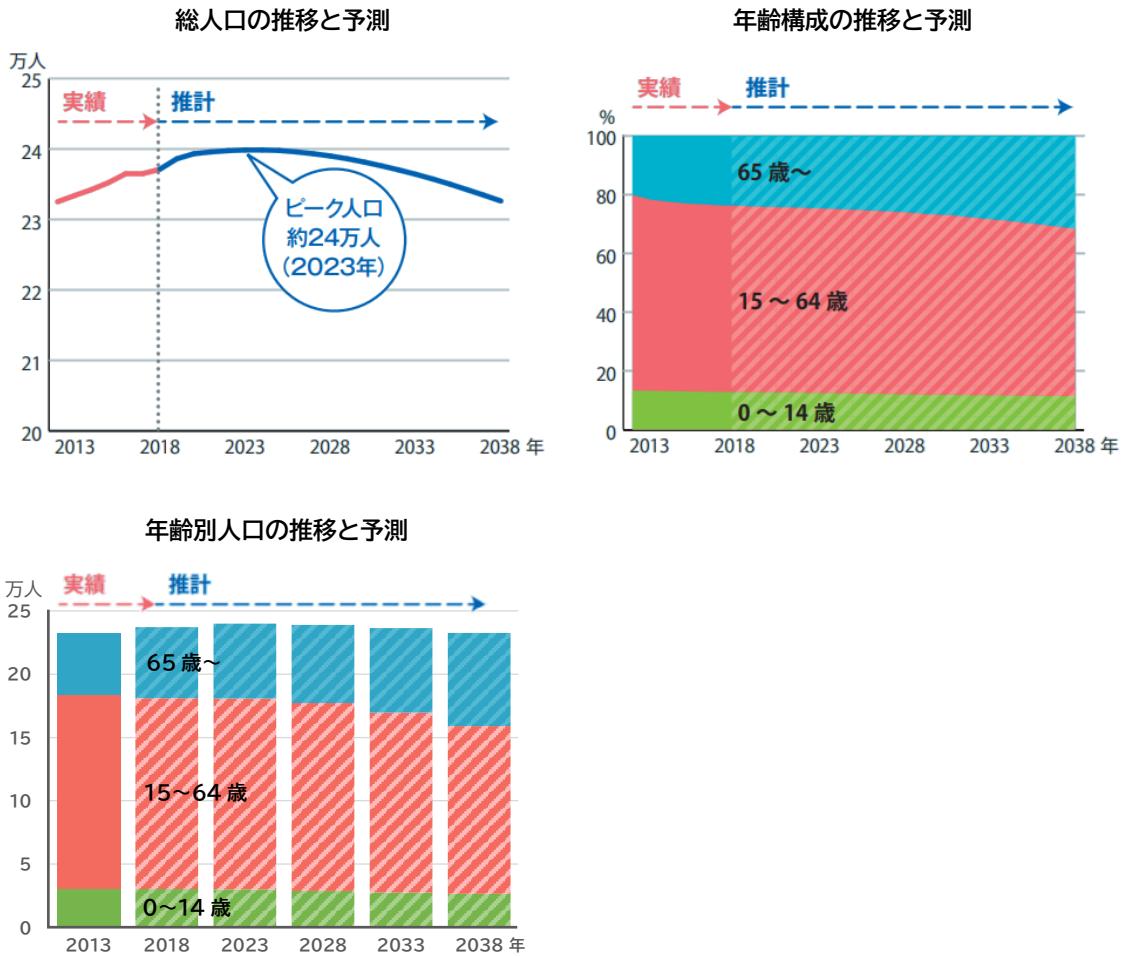 総人口の推移と予測
万人
25
24
23
22
21
20
実績
推計
ピーク人口
約24万人
（2023年）
2013 2018 2023 2028 2033 2038 年
年齢構成の推移と予測
実績
推計
%
100
80
60
40
20
0
65 歳～
15 ～ 64 歳
0 ～ 14 歳
2013 2018 2023 2028 2033 2038 年
年齢別人口の推移と予測
万人
実績
推計
25
20
15
10
5
0
65 歳～
15～64 歳
0～14 歳
2013 2018 2023 2028 2033 2038 年